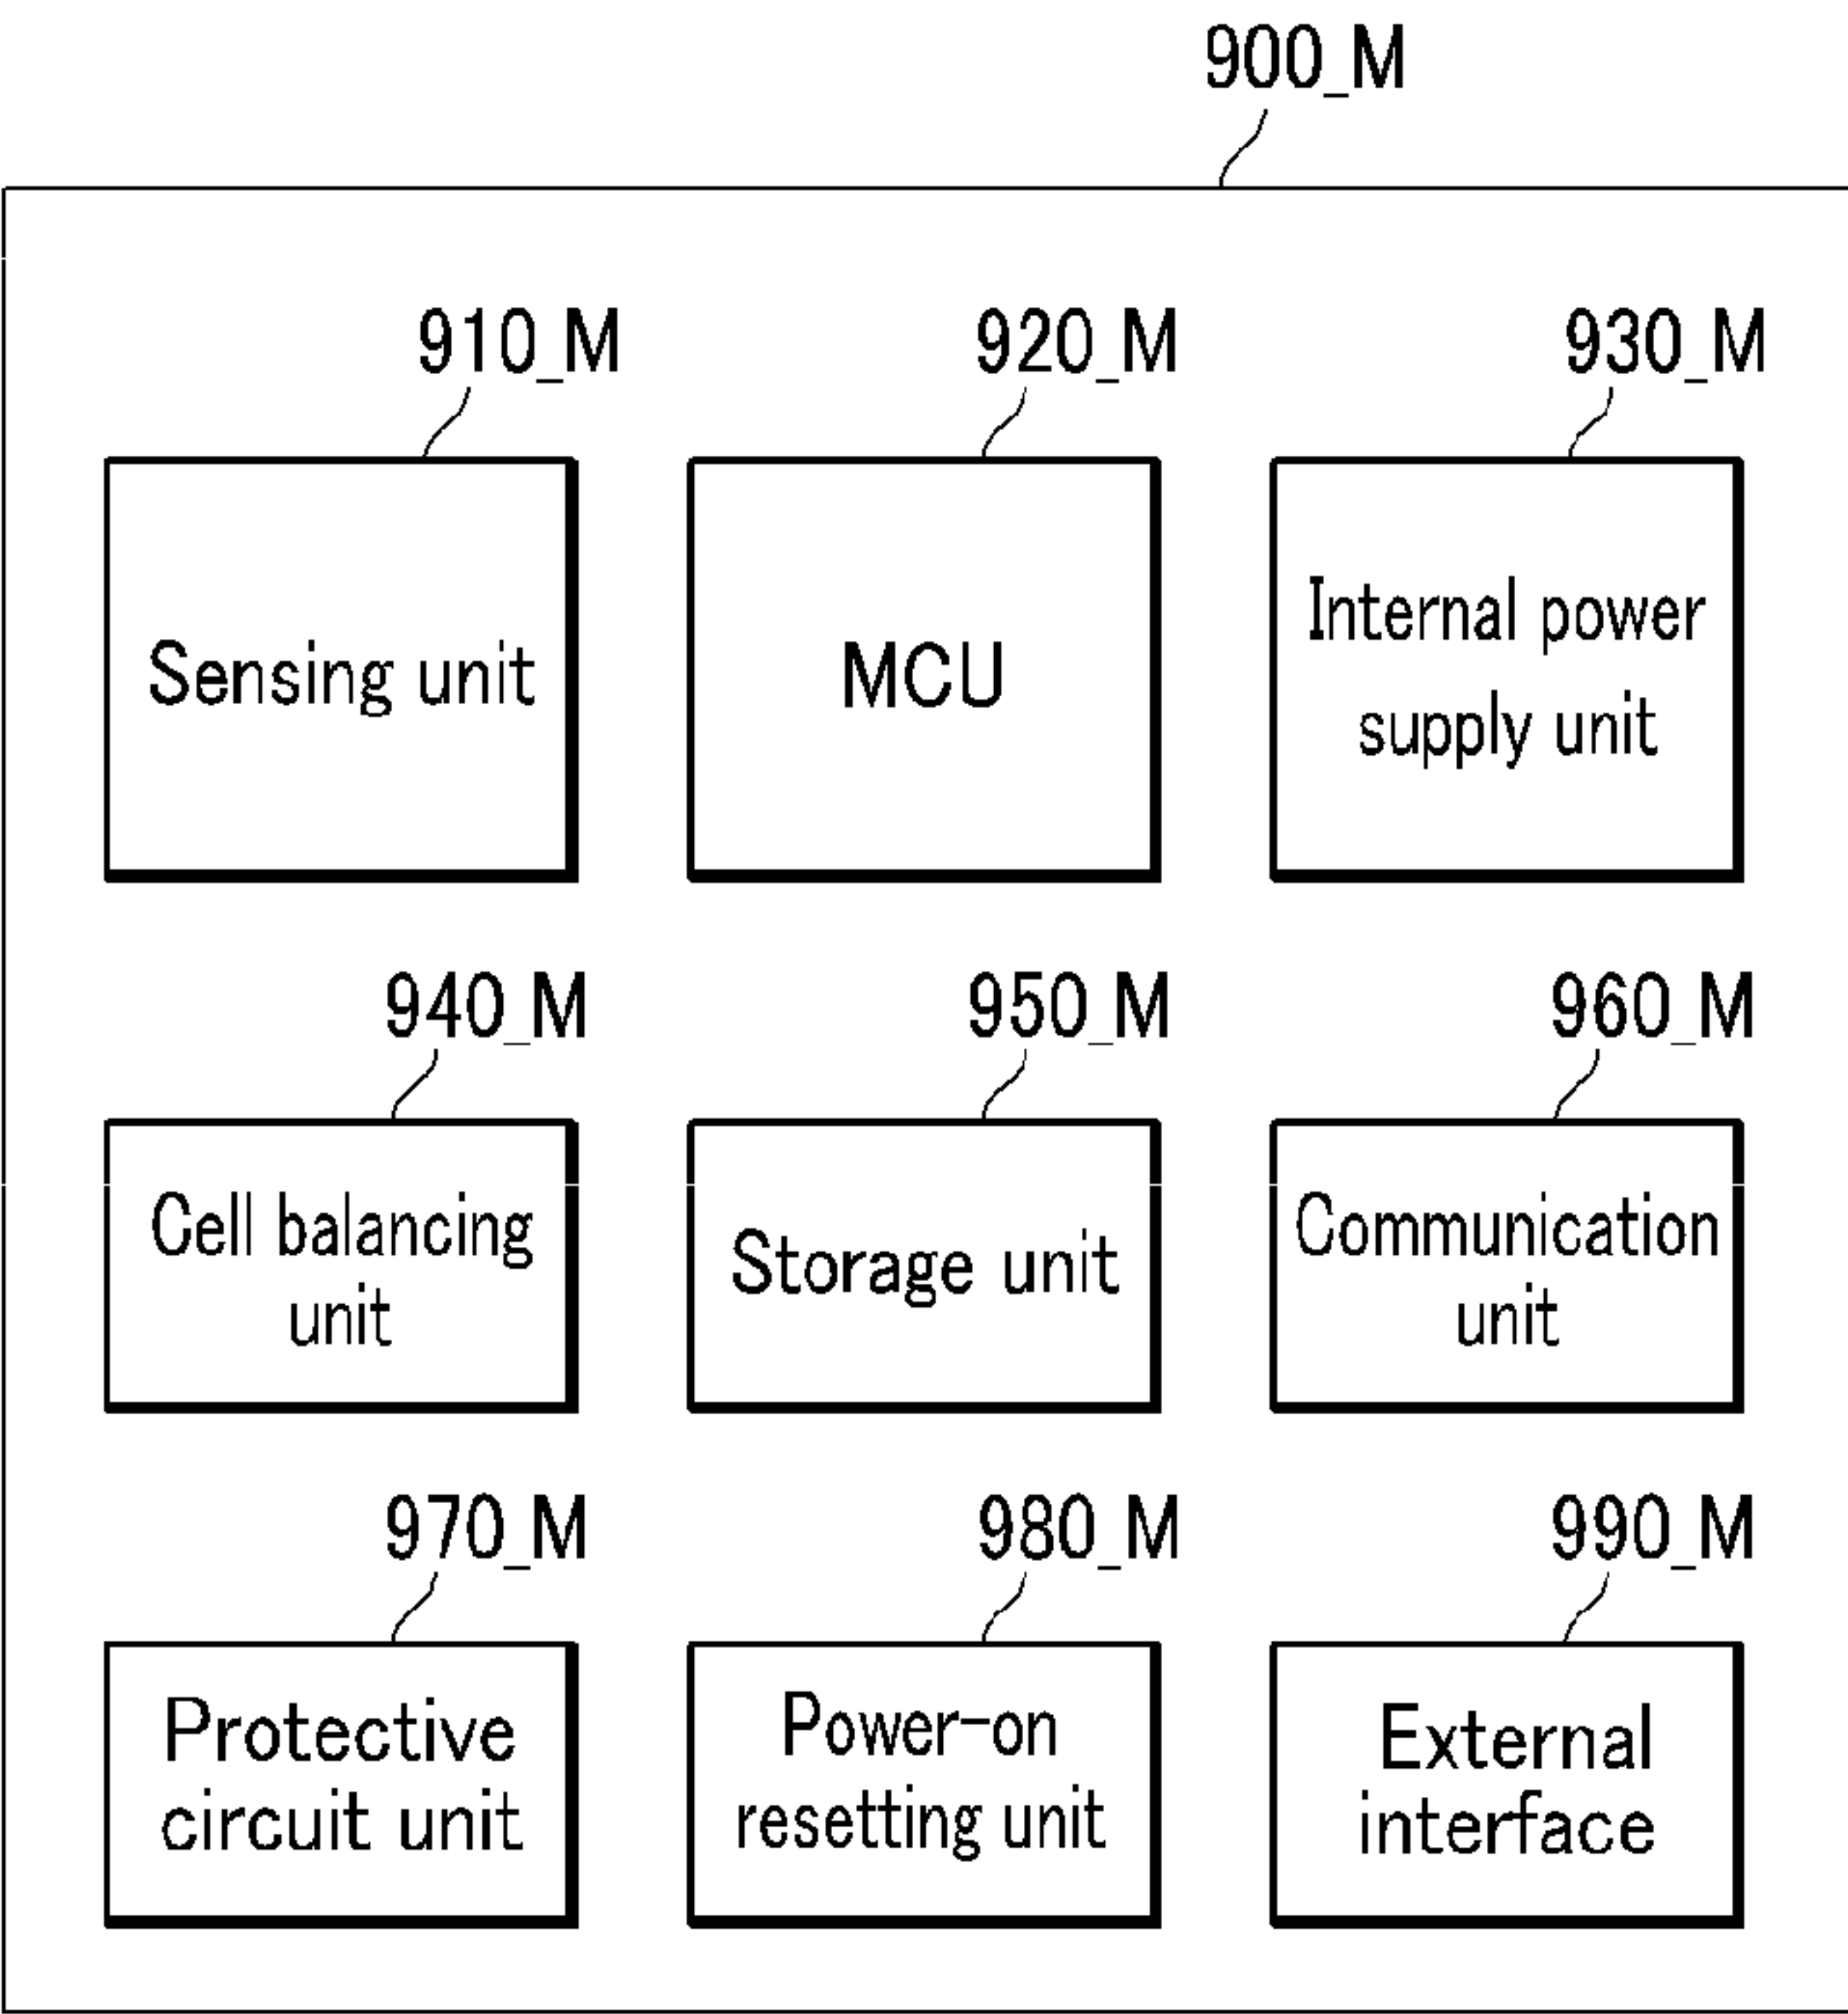 900_M
910_M
920_M
930_M
Sensing unit
MCU
Internal power
supply unit
940_M
950_M
960_M
Cell balancing
unit
Storage unit
Communication
unit
970_M
980_M
990_M
Protective
circuit unit
Power-on
resetting unit
External
interface